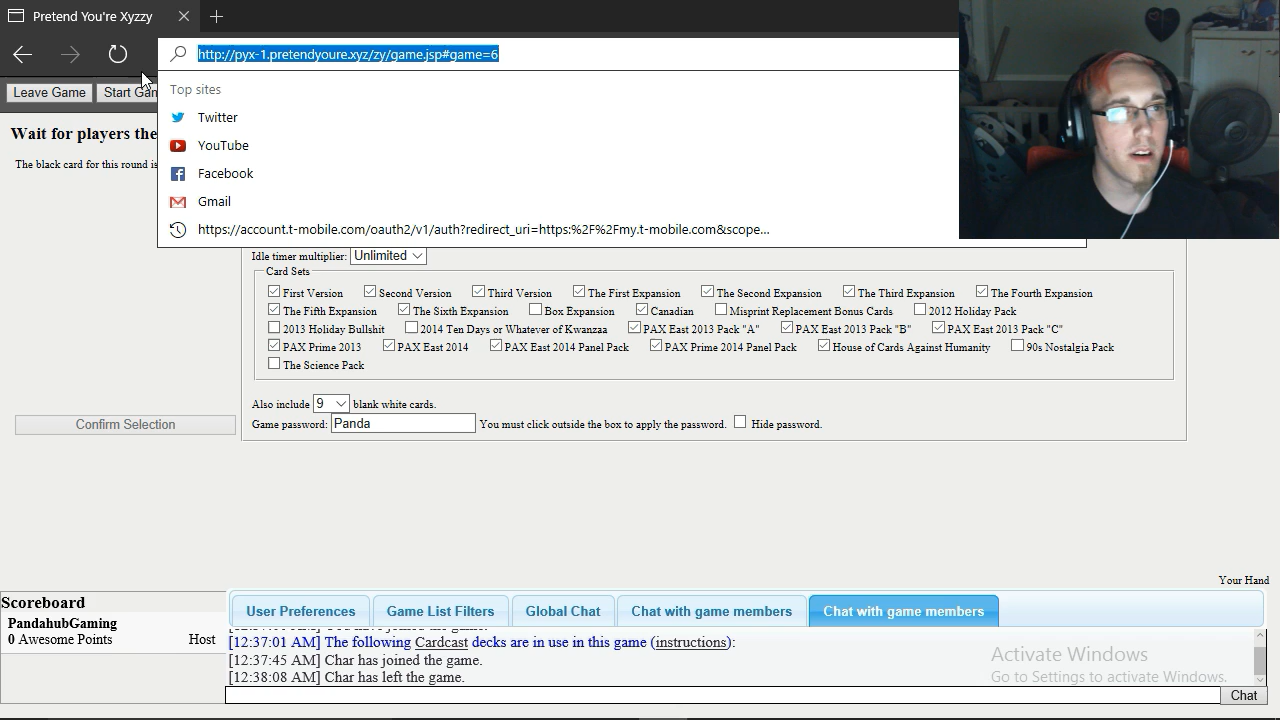 Pretend You're Xyzzy
http://pyx-1.pretendyoure.xyz/zy/game.jsp#game=6
Top sites
Twitter
YouTube
Facebook
Gmail
https://account.t-mobile.com/oauth2/v1/auth?redirect_uri=https:%2F%2Fmy.t-mobile.com&scope...
Leave Game Start Gam
Wait for players the
The black card for this round is
Idle timer multiplier: Unlimited
Card Sets
First Version Second Version Third Version The First Expansion The Second Expansion The Third Expansion The Fourth Expansion
The Fifth Expansion The Sixth Expansion Box Expansion Canadian Misprint Replacement Bonus Cards 2012 Holiday Pack
2013 Holiday Bullshit 2014 Ten Days or Whatever of Kwanzaa PAX East 2013 Pack "A" PAX East 2013 Pack "B" PAX East 2013 Pack "C"
PAX Prime 2013 PAX East 2014 PAX East 2014 Panel Pack PAX Prime 2014 Panel Pack House of Cards Against Humanity 90s Nostalgia Pack
The Science Pack
Also include 9 blank white cards.
Game password: Panda You must click outside the box to apply the password. Hide password.
Confirm Selection
Your Hand
Scoreboard
PandahubGaming
0 Awesome Points Host
User Preferences Game List Filters Global Chat Chat with game members Chat with game members
[12:37:01 AM] The following Cardcast decks are in use in this game (instructions):
[12:37:45 AM] Char has joined the game.
[12:38:08 AM] Char has left the game.
Activate Windows
Go to Settings to activate Windows.
Chat